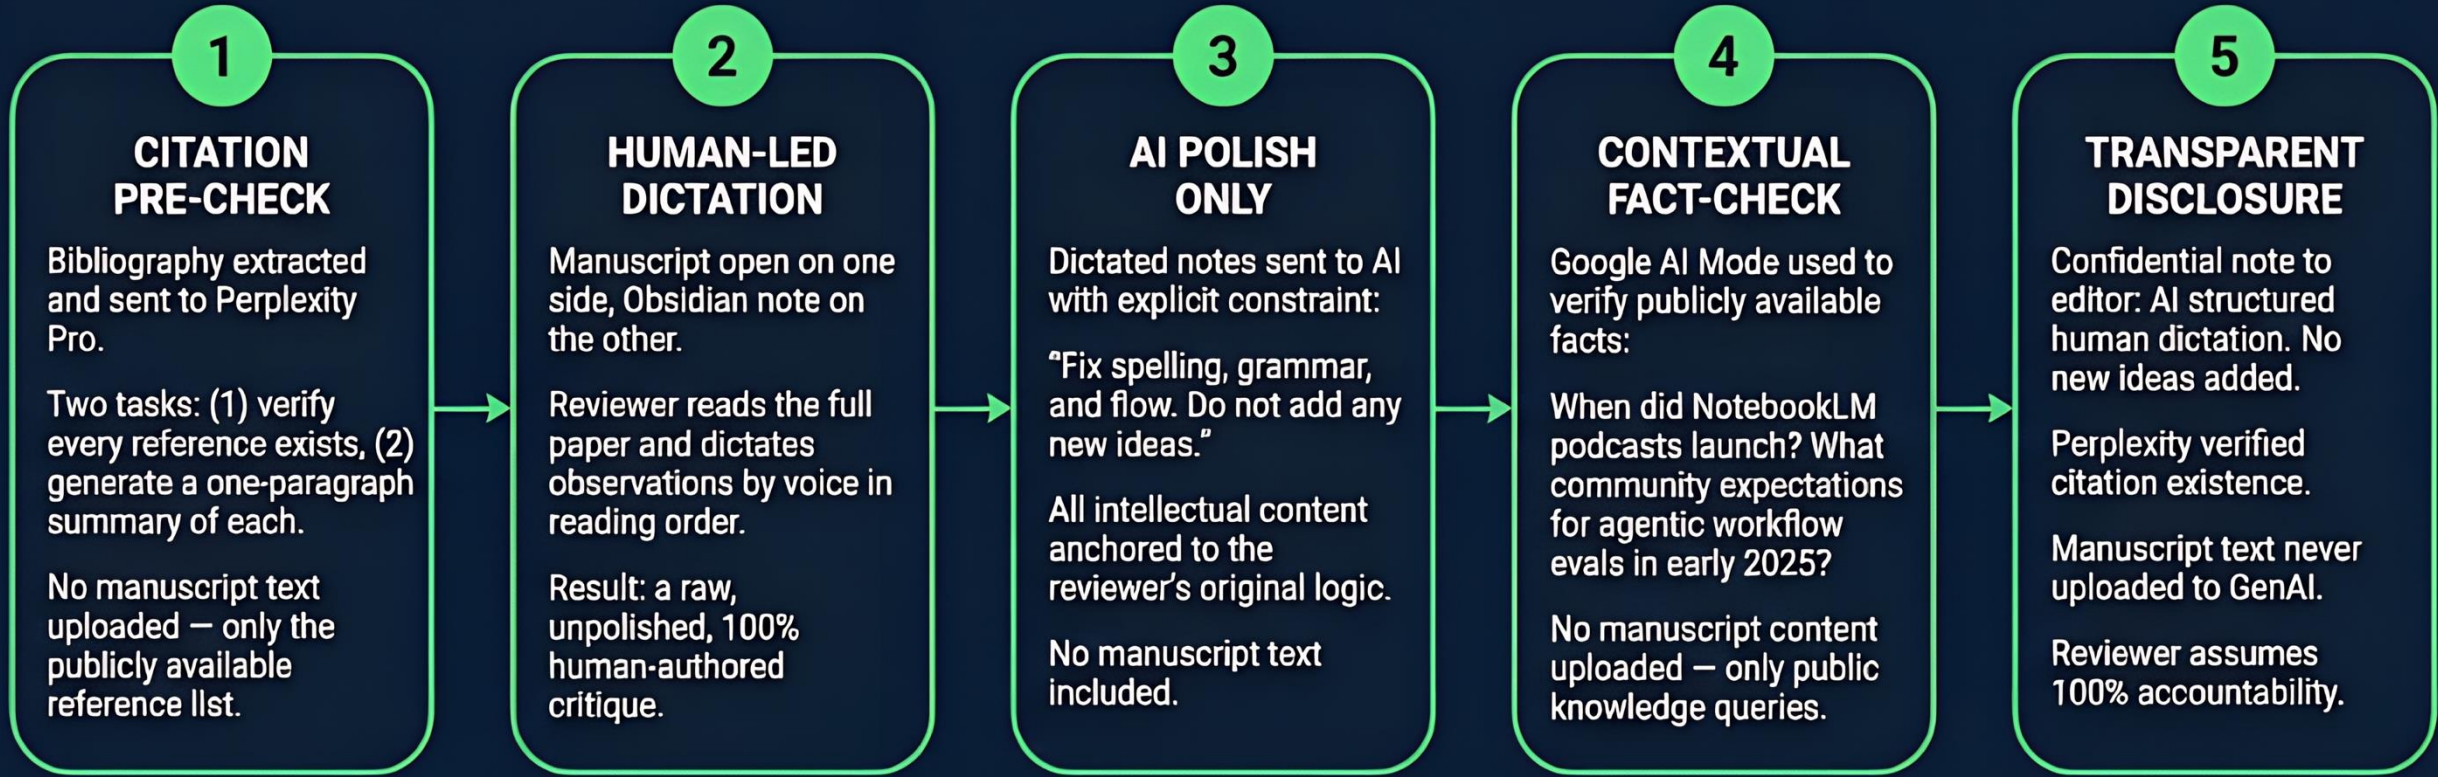 1
CITATION
PRE-CHECK
Bibliography extracted
and sent to Perplexity
Pro.
Two tasks: (1) verify
every reference exists, (2)
generate a one-paragraph
summary of each.
No manuscript text
uploaded — only the
publicly available
reference list.
2
HUMAN-LED
DICTATION
Manuscript open on one
side, Obsidian note on
the other.
Reviewer reads the full
paper and dictates
observations by voice in
reading order.
Result: a raw,
unpolished, 100%
human-authored
critique.
3
AI POLISH
ONLY
Dictated notes sent to AI
with explicit constraint:
"Fix spelling, grammar,
and flow. Do not add any
new ideas."
All intellectual content
anchored to the
reviewer's original logic.
No manuscript text
included.
4
CONTEXTUAL
FACT-CHECK
Google AI Mode used to
verify publicly available
facts:
When did NotebookLM
podcasts launch? What
community expectations
for agentic workflow
evals in early 2025?
No manuscript content
uploaded — only public
knowledge queries.
5
TRANSPARENT
DISCLOSURE
Confidential note to
editor: AI structured
human dictation. No
new ideas added.
Perplexity verified
citation existence.
Manuscript text never
uploaded to GenAI.
Reviewer assumes
100% accountability.